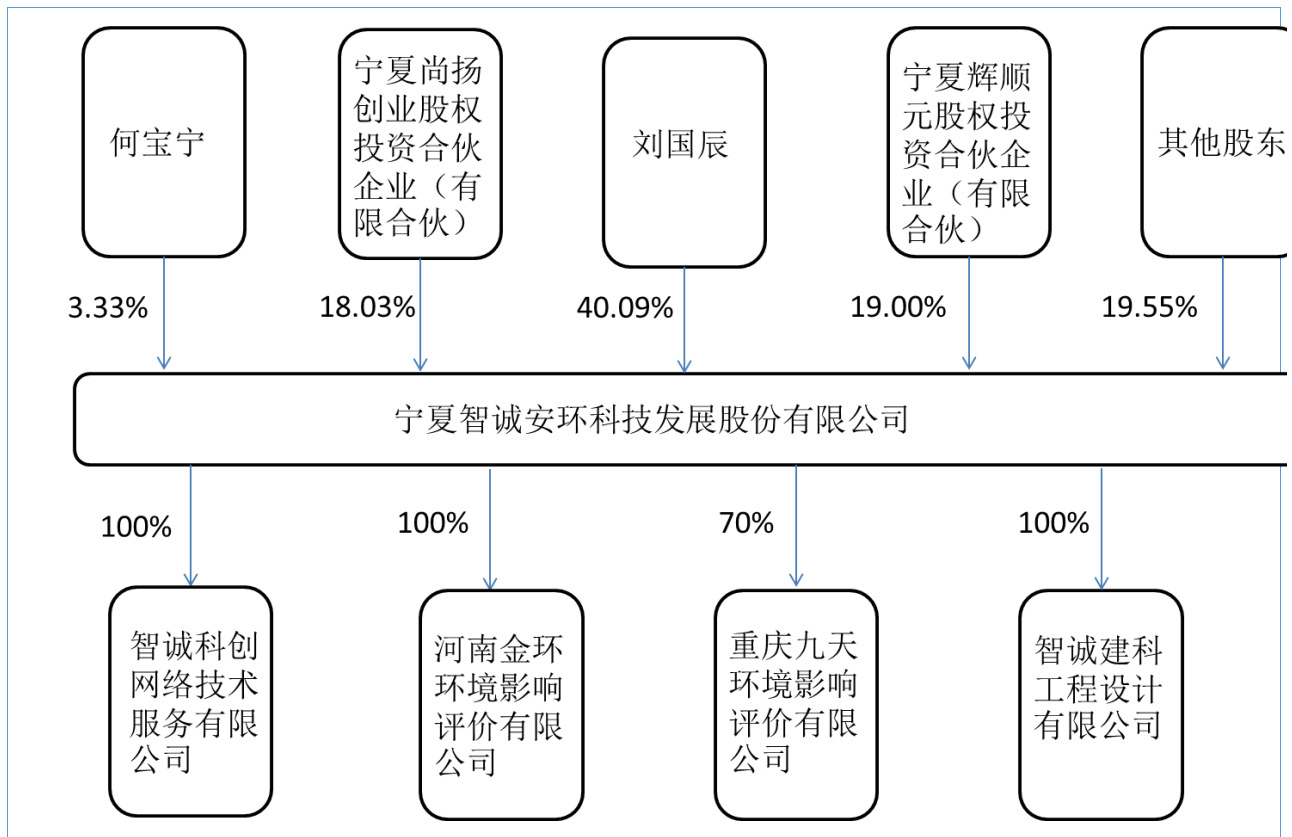 何宝宁
宁夏尚扬
创业股权
投资合伙
企业（有
限合伙）
刘国辰
宁夏辉顺
元股权投
资合伙企
业（有限
合伙）
其他股东
3.33%
18.03%
40.09%
19.00%
19.55%
宁夏智诚安环科技发展股份有限公司
100%
100%
70%
100%
智诚科创
网络技术
服务有限
公司
河南金环
环境影响
评价有限
公司
重庆九天
环境影响
评价有限
公司
智诚建科
工程设计
有限公司